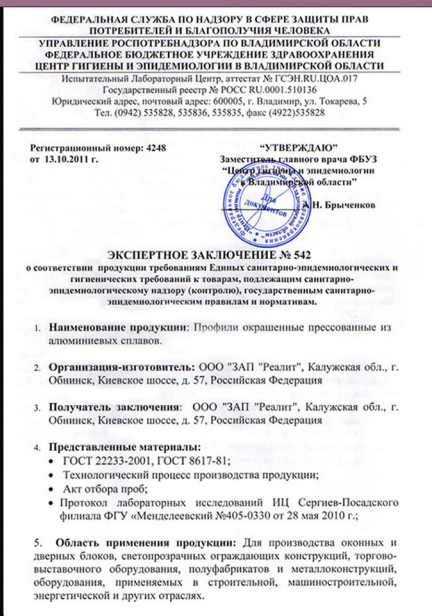 ФЕДЕРАЛЬНАЯ СЛУЖБА ПО НАДЗОРУ В СФЕРЕ ЗАЩИТЫ ПРАВ
ПОТРЕБИТЕЛЕЙ И БЛАГОПОЛУЧИЯ ЧЕЛОВЕКА
УПРАВЛЕНИЕ РОСПОТРЕБНАДЗОРА ПО ВЛАДИМИРСКОЙ ОБЛАСТИ
ФЕДЕРАЛЬНОЕ БЮДЖЕТНОЕ УЧРЕЖДЕНИЕ ЗДРАВООХРАНЕНИЯ
ЦЕНТР ГИГИЕНЫ И ЭПИДЕМИОЛОГИИ В ВЛАДИМИРСКОЙ ОБЛАСТИ
Испытательный Лабораторный Центр, аттестат № ГСЭН.RU.ЦОА.017
Государственный реестр № РОСС RU.0001.510136
Юридический адрес, почтовый адрес: 600005, г. Владимир, ул. Токарева, 5
Тел. (0942) 535828, 535836, 535835, факс (4922)535828
Регистрационный номер: 4248
от 13.10.2011 г.
“УТВЕРЖДАЮ”
Заместитель главного врача ФБУЗ
“Центр гигиены и эпидемиологии
в Владимирской области”
А.Н. Брыченков
Для документов
ЭКСПЕРТНОЕ ЗАКЛЮЧЕНИЕ № 542
о соответствии продукции требованиям Единых санитарно-эпидемиологических и
гигиенических требований к товарам, подлежащим санитарно-
эпидемиологическому надзору (контролю), государственным санитарно-
эпидемиологическим правилам и нормативам.
1. Наименование продукции: Профили окрашенные прессованные из
алюминиевых сплавов.
2. Организация-изготовитель: ООО "ЗАП "Реалит", Калужская обл., г.
Обнинск, Киевское шоссе, д. 57, Российская Федерация
3. Получатель заключения: ООО "ЗАП "Реалит", Калужская обл., г.
Обнинск, Киевское шоссе, д. 57, Российская Федерация
4. Представленные материалы:
• ГОСТ 22233-2001, ГОСТ 8617-81;
• Технологический процесс производства продукции;
• Акт отбора проб;
• Протокол лабораторных исследований ИЦ Сергиев-Посадского
филиала ФГУ «Менделеевский №405-0330 от 28 мая 2010 г.;
5. Область применения продукции: Для производства оконных и
дверных блоков, светопрозрачных ограждающих конструкций, торгово-
выставочного оборудования, полуфабрикатов и металлоконструкций,
оборудования, применяемых в строительной, машиностроительной,
энергетической и других отраслях.